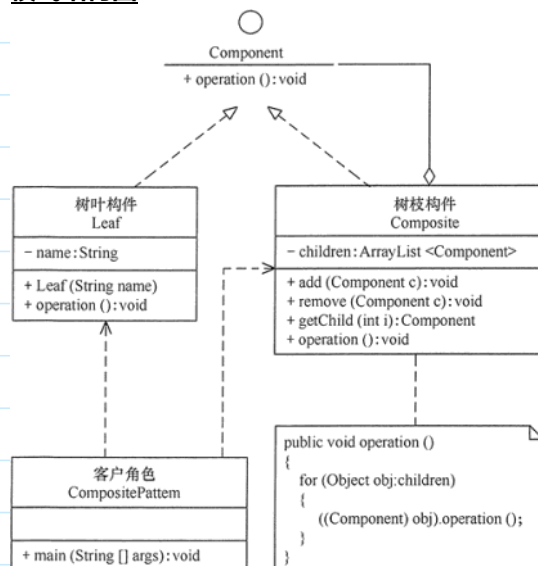 Component
+ operation ():void
树叶构件
Leaf
- name:String
+ Leaf (String name)
+ operation ():void
树枝构件
Composite
- children:ArrayList <Component>
+ add (Component c):void
+ remove (Component c):void
+ getChild (int i):Component
+ operation ():void
客户角色
CompositePattem
+ main (String [] args):void
public void operation ()
{
for (Object obj:children)
{
((Component) obj).operation ();
}
}